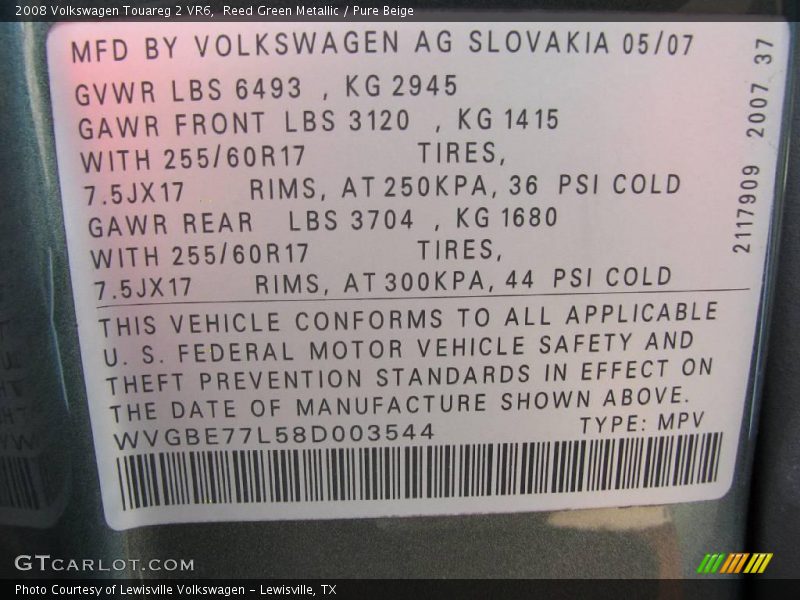 2008 Volkswagen Touareg 2 VR6,  Reed Green Metallic / Pure Beige
MFD BY VOLKSWAGEN AG SLOVAKIA 05/07
GVWR LBS 6493 , KG 2945
GAWR FRONT LBS 3120 , KG 1415
WITH 255/60R17 TIRES,
7.5JX17 RIMS, AT 250KPA, 36 PSI COLD
GAWR REAR LBS 3704 , KG 1680
WITH 255/60R17 TIRES,
7.5JX17 RIMS, AT 300KPA, 44 PSI COLD
2117909 2007 37
THIS VEHICLE CONFORMS TO ALL APPLICABLE
U. S. FEDERAL MOTOR VEHICLE SAFETY AND
THEFT PREVENTION STANDARDS IN EFFECT ON
THE DATE OF MANUFACTURE SHOWN ABOVE.
WVGBE77L58D003544 TYPE: MPV
GTCARLOT.COM
Photo Courtesy of Lewisville Volkswagen – Lewisville, TX